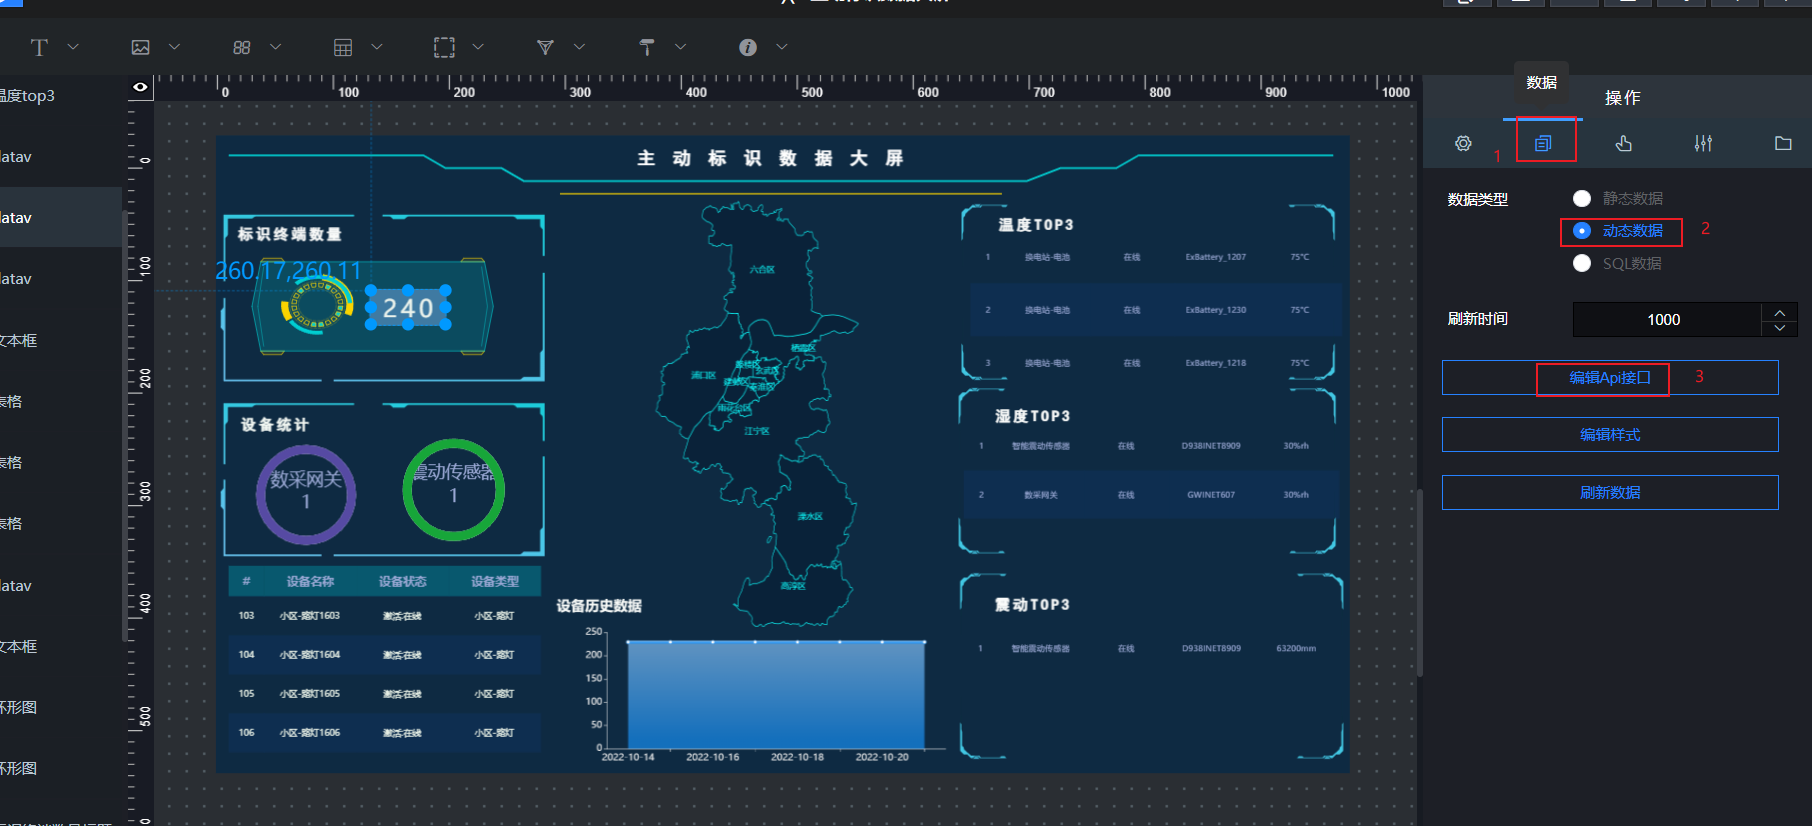 数据
操作
温度top3
latav
latav
latav
文本框
表格
表格
表格
latav
文本框
环形图
环形图
0 100 200 300 400 500 600 700 800 900 1000
0
100
200
300
400
500
0
主动标识数据大屏
标识终端数量
260.17,260.11
240
设备统计
数采网关
1
震动传感器
1
# 设备名称 设备状态 设备类型
103 小区-路灯1603 激活:在线 小区-路灯
104 小区-路灯1604 激活:在线 小区-路灯
105 小区-路灯1605 激活:在线 小区-路灯
106 小区-路灯1606 激活:在线 小区-路灯
六合区
栖霞区
鼓楼区
玄武区
浦口区
建邺区
秦淮区
雨花台区
江宁区
溧水区
高淳区
设备历史数据
250
200
150
100
50
0
2022-10-14 2022-10-16 2022-10-18 2022-10-20
温度TOP3
1 换电站-电池 在线 ExBattery_1207 75℃
2 换电站-电池 在线 ExBattery_1230 75℃
3 换电站-电池 在线 ExBattery_1218 75℃
湿度TOP3
1 智能震动传感器 在线 D938INET8909 30%rh
2 数采网关 在线 GWINET607 30%rh
震动TOP3
1 智能震动传感器 在线 D938INET8909 63200mm
1
数据类型
静态数据
动态数据 2
SQL数据
刷新时间 1000
编辑Api接口 3
编辑样式
刷新数据